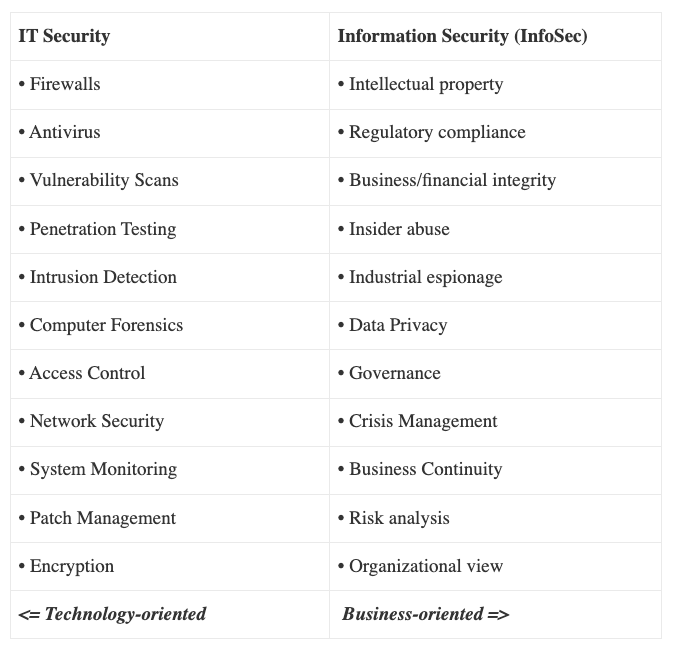 IT Security
Information Security (InfoSec)
• Firewalls
• Intellectual property
• Antivirus
• Regulatory compliance
• Vulnerability Scans
• Business/financial integrity
• Penetration Testing
• Insider abuse
• Intrusion Detection
• Industrial espionage
• Computer Forensics
• Data Privacy
• Access Control
• Governance
• Network Security
• Crisis Management
• System Monitoring
• Business Continuity
• Patch Management
• Risk analysis
• Encryption
• Organizational view
<= Technology-oriented
Business-oriented =>